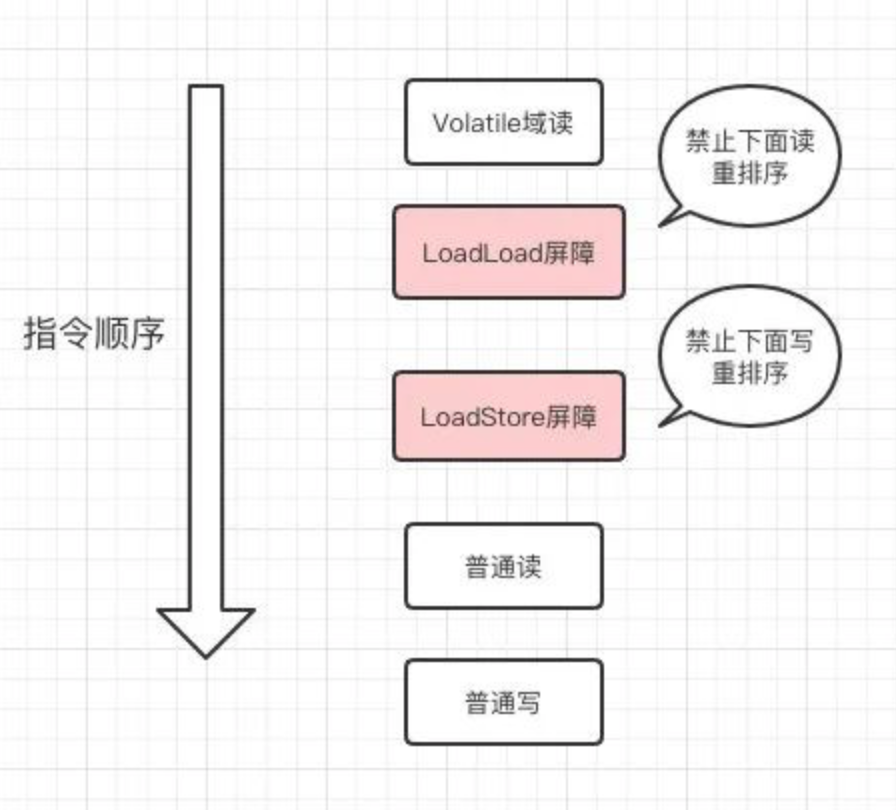 Volatile域读
禁止下面读
重排序
LoadLoad屏障
指令顺序
禁止下面写
重排序
LoadStore屏障
普通读
普通写